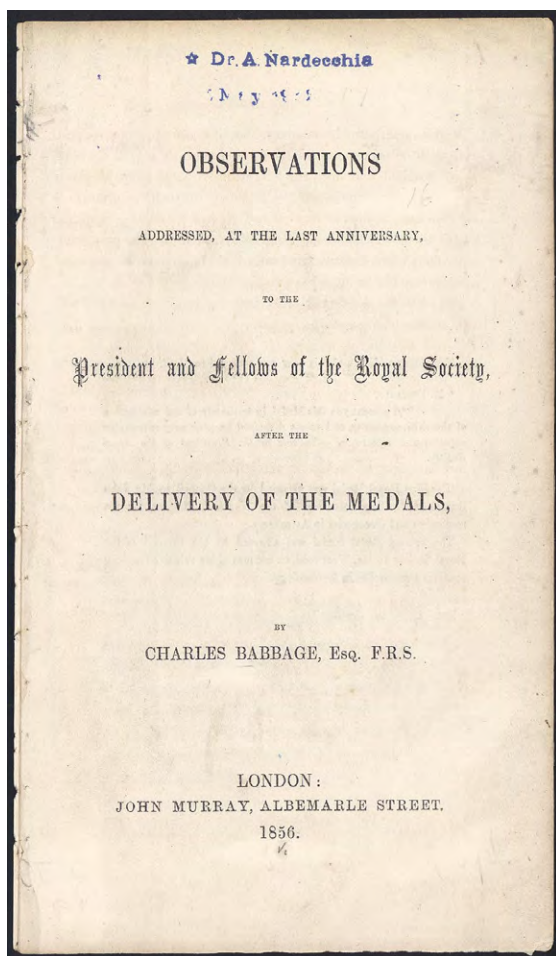 ☆ Dr. A. Nardecchia
OBSERVATIONS
16
ADDRESSED, AT THE LAST ANNIVERSARY,
TO THE
President and Fellows of the Royal Society,
AFTER THE
DELIVERY OF THE MEDALS,
BY
CHARLES BABBAGE, Esq. F.R.S.
LONDON:
JOHN MURRAY, ALBEMARLE STREET.
1856.